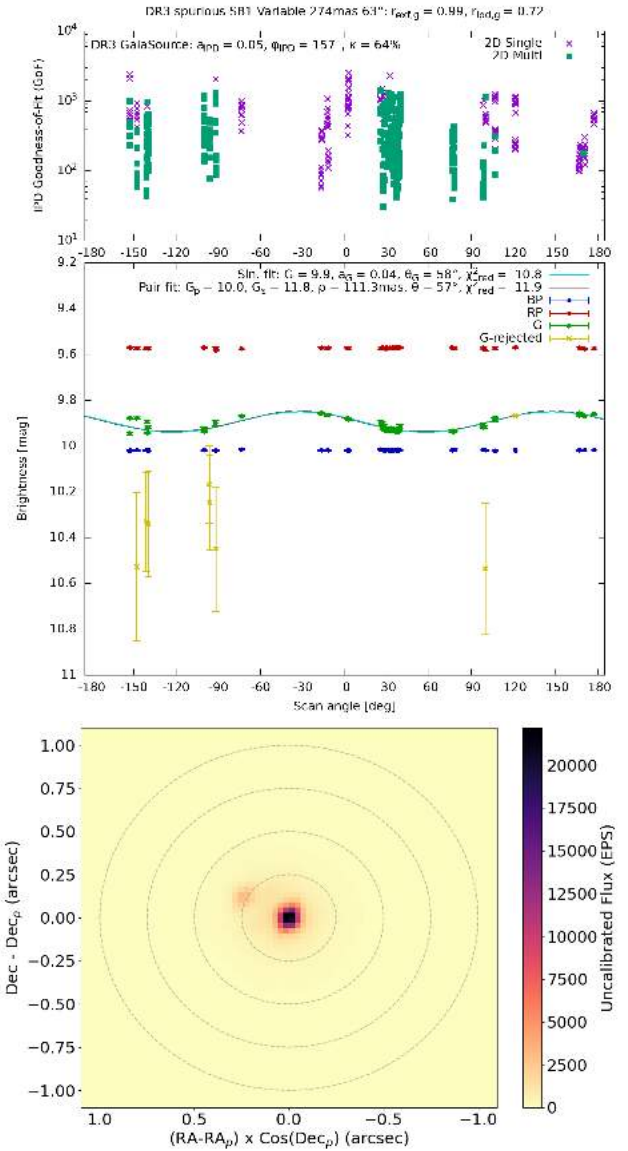 DR3 spurious SB1 Variable 274mas 63°: r_exf,g = 0.99, r_ipd,g = 0.72
10^4
DR3 GaiaSource: a_IPD = 0.05, φ_IPD = 157°, κ = 64%
2D Single
2D Multi
IPD Goodness-of-Fit (GoF)
10^3
10^2
10^1
-180 -150 -120 -90 -60 -30 0 30 60 90 120 150 180
9.2
Sin. fit: G = 9.9, a_G = 0.04, θ_G = 58°, χ²_red = 10.8
Pair fit: G_p = 10.0, G_s = 11.8, ρ = 111.3mas, θ = 57°, χ²_red = 11.9
BP
RP
G
G-rejected
9.4
9.6
9.8
10
10.2
10.4
10.6
10.8
11
Brightness [mag]
-180 -150 -120 -90 -60 -30 0 30 60 90 120 150 180
Scan angle [deg]
1.00
0.75
0.50
0.25
0.00
−0.25
−0.50
−0.75
−1.00
Dec - Dec_p (arcsec)
1.0 0.5 0.0 −0.5 −1.0
(RA-RA_p) x Cos(Dec_p) (arcsec)
20000
17500
15000
12500
10000
7500
5000
2500
0
Uncalibrated Flux (EPS)